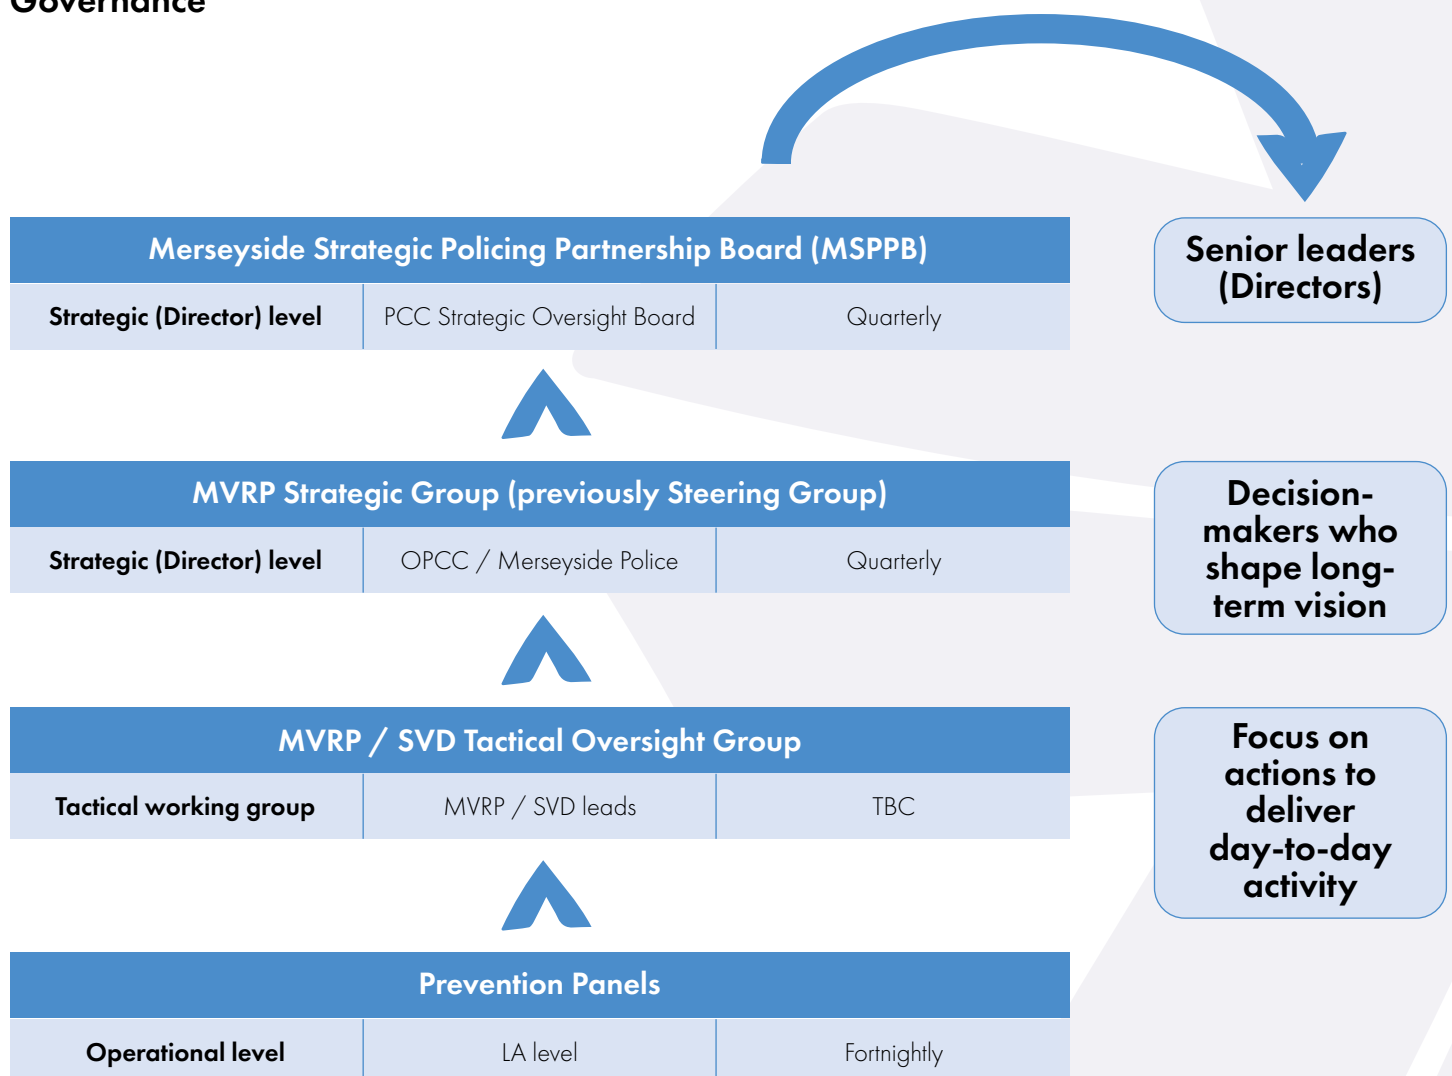 Governance
Merseyside Strategic Policing Partnership Board (MSPPB)
Strategic (Director) level
PCC Strategic Oversight Board
Quarterly
Senior leaders
(Directors)
MVRP Strategic Group (previously Steering Group)
Strategic (Director) level
OPCC / Merseyside Police
Quarterly
Decision-
makers who
shape long-
term vision
MVRP / SVD Tactical Oversight Group
Tactical working group
MVRP / SVD leads
TBC
Focus on
actions to
deliver
day-to-day
activity
Prevention Panels
Operational level
LA level
Fortnightly